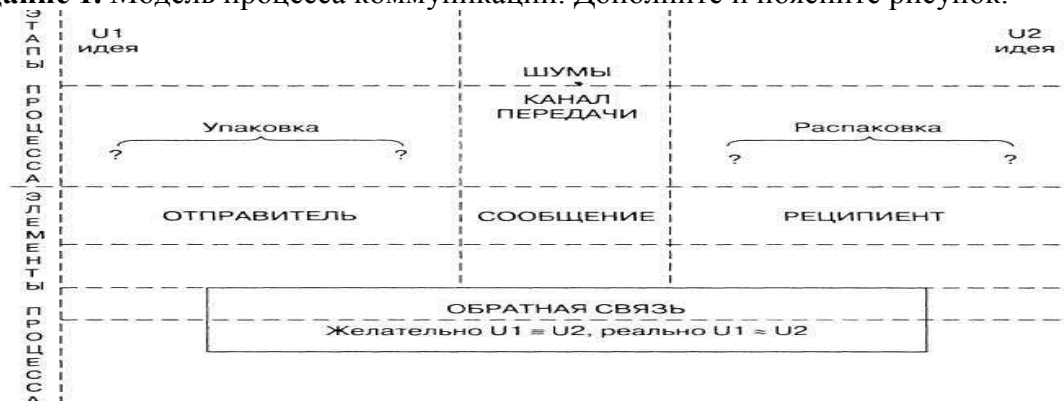 дание 1. Модель процесса коммуникации. Дополните и поясните рисунок.
ЭТАПЫ ПРОЦЕССА
U1
идея
U2
идея
ШУМЫ
КАНАЛ
ПЕРЕДАЧИ
Упаковка
? ?
Распаковка
? ?
ЭЛЕМЕНТЫ ПРОЦЕССА
ОТПРАВИТЕЛЬ
СООБЩЕНИЕ
РЕЦИПИЕНТ
ОБРАТНАЯ СВЯЗЬ
Желательно U1 = U2, реально U1 ≈ U2